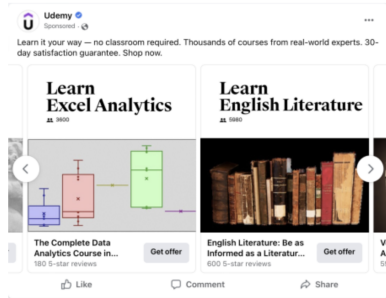 Udemy
Sponsored ·
Learn it your way — no classroom required. Thousands of courses from real-world experts. 30-
day satisfaction guarantee. Shop now.
Learn
Excel Analytics
3600
Learn
English Literature
5980
The Complete Data
Analytics Course in...
180 5-star reviews
Get offer
English Literature: Be as
Informed as a Literatur...
600 5-star reviews
Get offer
Like
Comment
Share